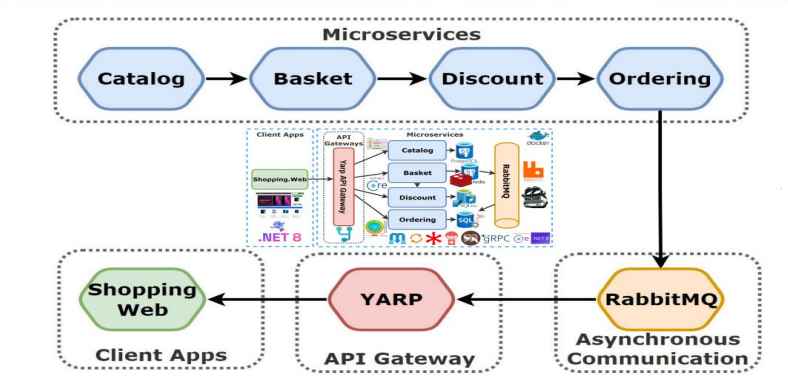 Microservices
Catalog
Basket
Discount
Ordering
Client Apps
API
Gateways
Microservices
docker
Shopping.Web
Yarp API Gateway
Catalog
Basket
Discount
Ordering
RabbitMQ
SQL
.NET 8
gRPC
Shopping
Web
YARP
RabbitMQ
Client Apps
API Gateway
Asynchronous
Communication